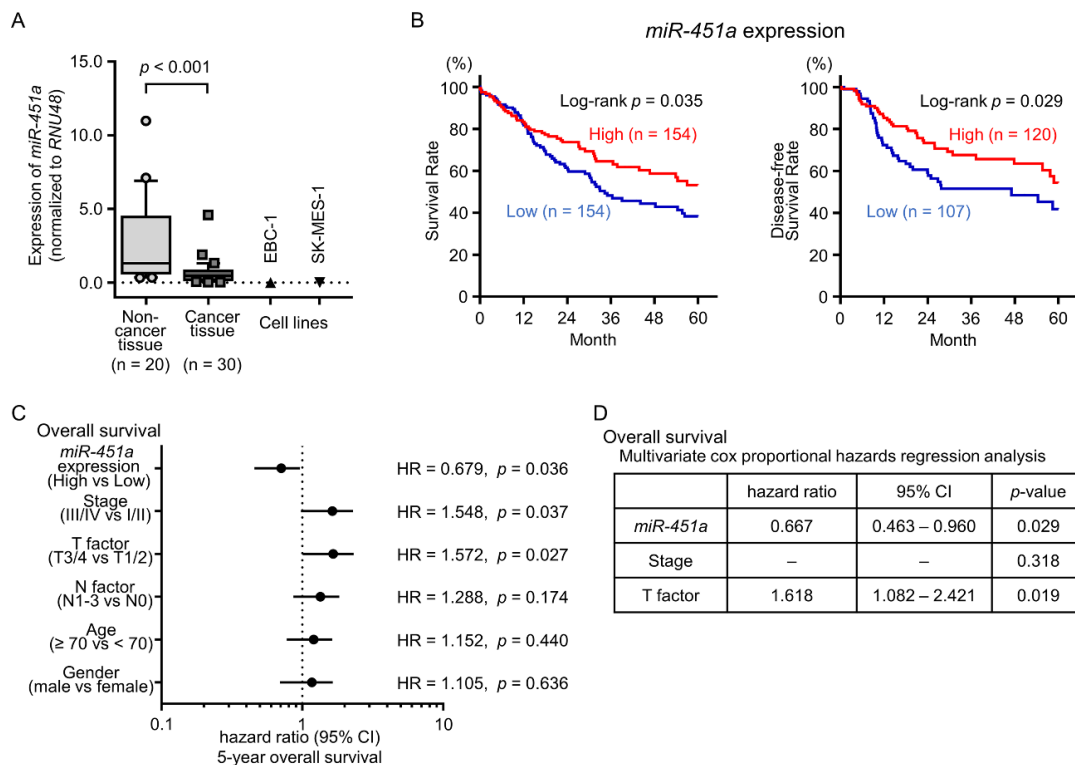 A
Expression of miR-451a
(normalized to RNU48)
15.0
10.0
5.0
0.0
p < 0.001
EBC-1
SK-MES-1
Non-
cancer
tissue
(n = 20)
Cancer
tissue
(n = 30)
Cell lines
B
miR-451a expression
(%)
Survival Rate
100
80
60
40
20
0
Log-rank p = 0.035
High (n = 154)
Low (n = 154)
0 12 24 36 48 60
Month
(%)
Disease-free
Survival Rate
100
80
60
40
20
0
Log-rank p = 0.029
High (n = 120)
Low (n = 107)
0 12 24 36 48 60
Month
C
Overall survival
miR-451a
expression
(High vs Low)
HR = 0.679, p = 0.036
Stage
(III/IV vs I/II)
HR = 1.548, p = 0.037
T factor
(T3/4 vs T1/2)
HR = 1.572, p = 0.027
N factor
(N1-3 vs N0)
HR = 1.288, p = 0.174
Age
(≥ 70 vs < 70)
HR = 1.152, p = 0.440
Gender
(male vs female)
HR = 1.105, p = 0.636
0.1 1 10
hazard ratio (95% CI)
5-year overall survival
D
Overall survival
Multivariate cox proportional hazards regression analysis
hazard ratio 95% CI p-value
miR-451a 0.667 0.463 – 0.960 0.029
Stage – – 0.318
T factor 1.618 1.082 – 2.421 0.019